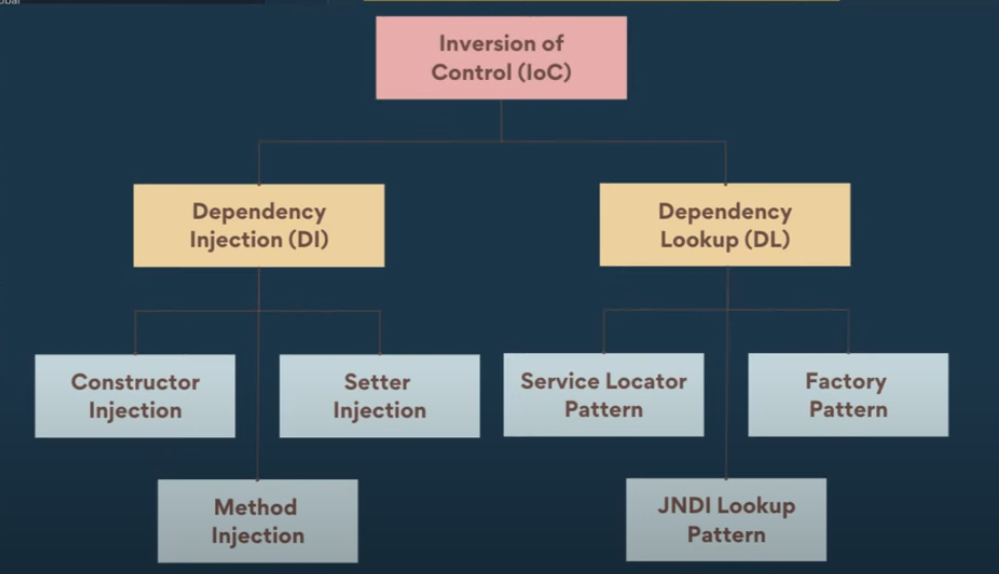 Inversion of
Control (IoC)
Dependency
Injection (DI)
Dependency
Lookup (DL)
Constructor
Injection
Setter
Injection
Service Locator
Pattern
Factory
Pattern
Method
Injection
JNDI Lookup
Pattern